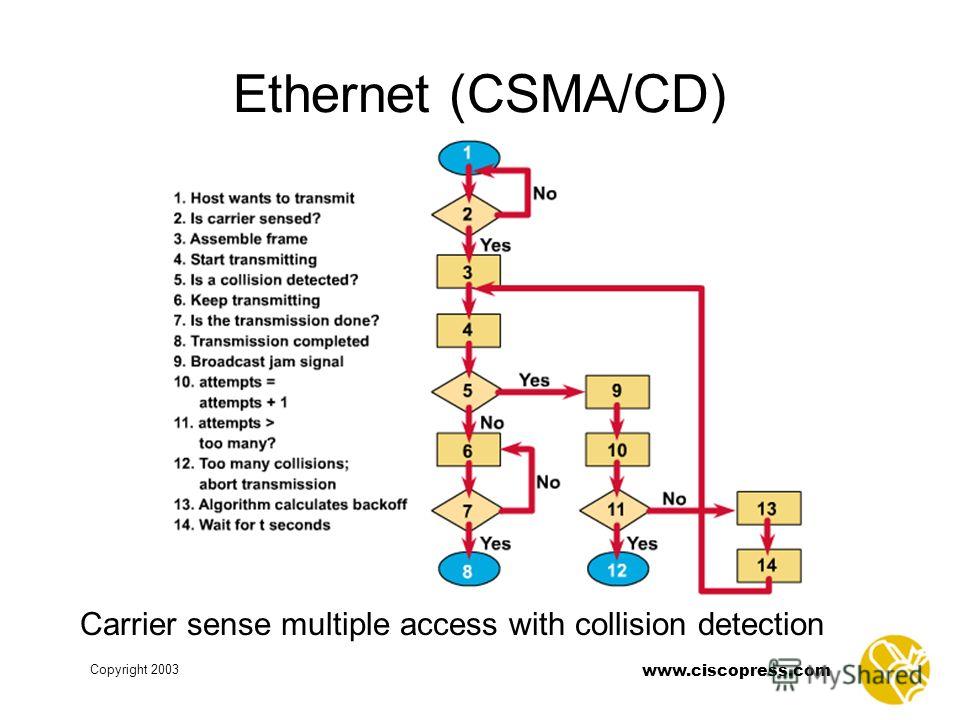 Ethernet (CSMA/CD)
1. Host wants to transmit
2. Is carrier sensed?
3. Assemble frame
4. Start transmitting
5. Is a collision detected?
6. Keep transmitting
7. Is the transmission done?
8. Transmission completed
9. Broadcast jam signal
10. attempts =
attempts + 1
11. attempts >
too many?
12. Too many collisions;
abort transmission
13. Algorithm calculates backoff
14. Wait for t seconds
1
No
2
Yes
3
4
5
Yes
9
No
6
10
No
7
11
No
13
Yes
Yes
8
12
14
Carrier sense multiple access with collision detection
Copyright 2003
www.ciscopress.com
MyShared